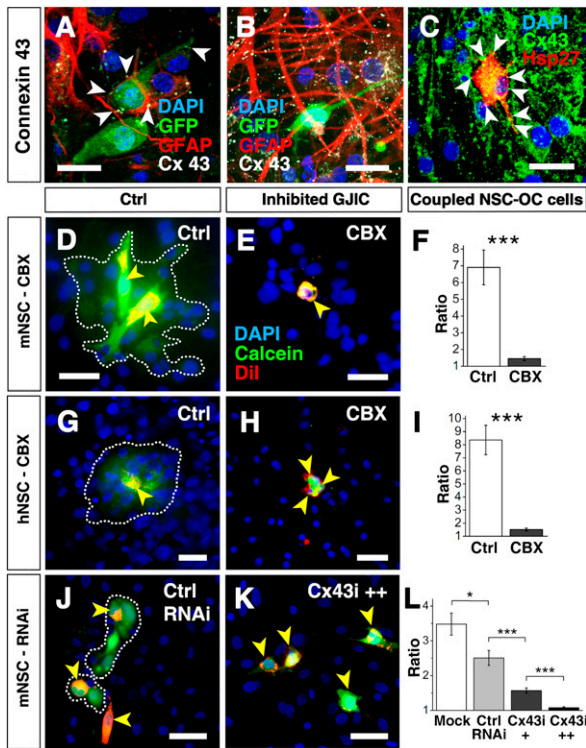 Connexin 43
A
DAPI
GFP
GFAP
Cx 43
B
DAPI
GFP
GFAP
Cx 43
C
DAPI
Cx43
Hsp27
Ctrl
Inhibited GJIC
Coupled NSC-OC cells
mNSC - CBX
D
Ctrl
E
CBX
DAPI
Calcein
DiI
F
***
Ratio
8
7
6
5
4
3
2
1
Ctrl
CBX
hNSC - CBX
G
Ctrl
H
CBX
I
***
Ratio
10
9
8
7
6
5
4
3
2
1
Ctrl
CBX
mNSC - RNAi
J
Ctrl
RNAi
K
Cx43i ++
L
*
***
***
Ratio
4
3
2
1
Mock
Ctrl
RNAi
Cx43i
+
Cx43i
++